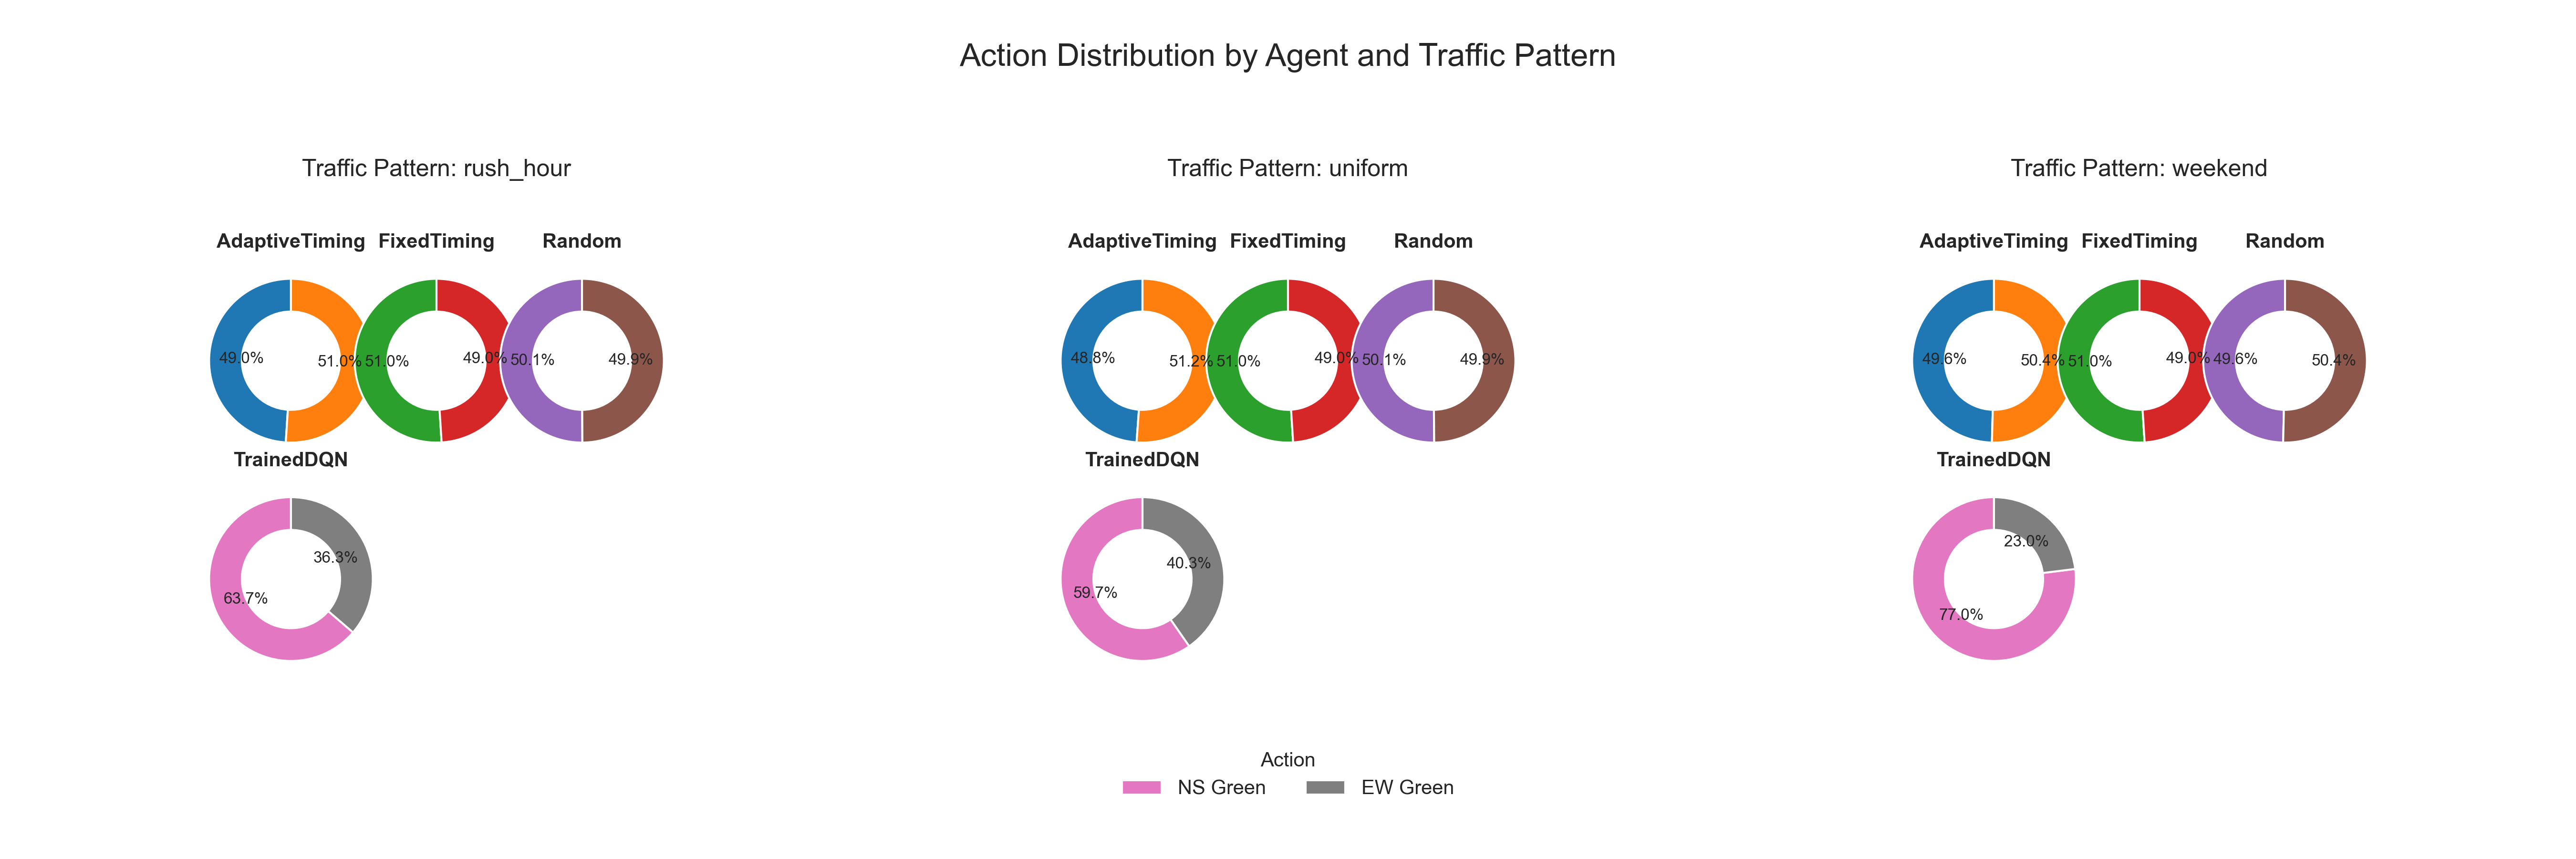 Action Distribution by Agent and Traffic Pattern
Traffic Pattern: rush_hour
AdaptiveTiming FixedTiming Random
49.0% 51.0% 51.0% 49.0% 50.1% 49.9%
TrainedDQN
36.3%
63.7%
Traffic Pattern: uniform
AdaptiveTiming FixedTiming Random
48.8% 51.2% 51.0% 49.0% 50.1% 49.9%
TrainedDQN
40.3%
59.7%
Traffic Pattern: weekend
AdaptiveTiming FixedTiming Random
49.6% 50.4% 51.0% 49.0% 49.6% 50.4%
TrainedDQN
23.0%
77.0%
Action
NS Green EW Green